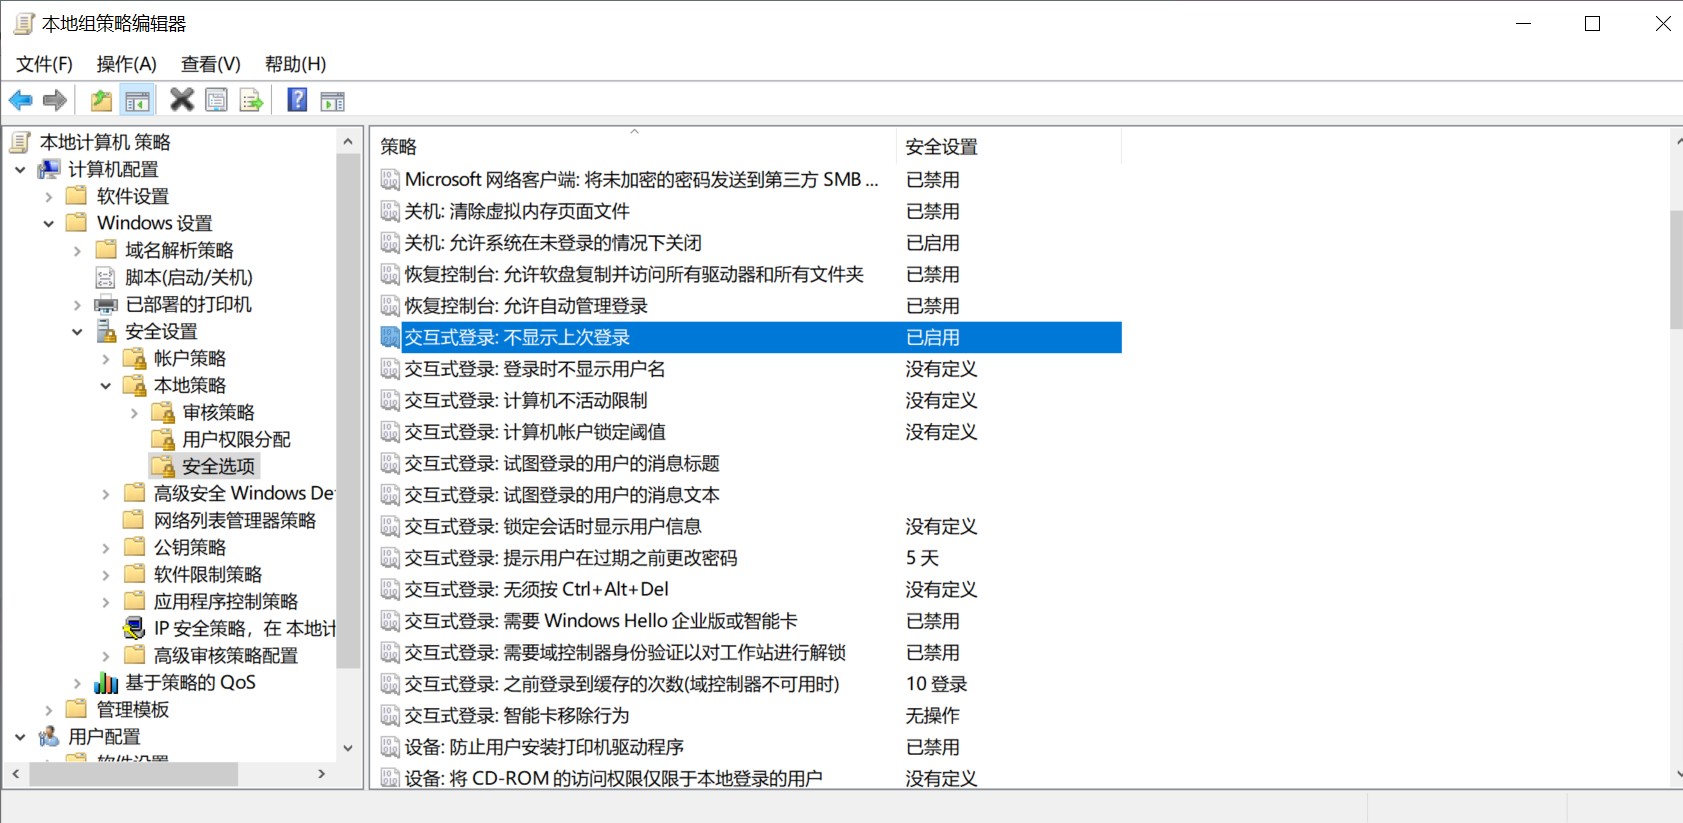 本地组策略编辑器
文件(F) 操作(A) 查看(V) 帮助(H)
本地计算机 策略
计算机配置
软件设置
Windows 设置
域名解析策略
脚本(启动/关机)
已部署的打印机
安全设置
帐户策略
本地策略
审核策略
用户权限分配
安全选项
高级安全 Windows De
网络列表管理器策略
公钥策略
软件限制策略
应用程序控制策略
IP 安全策略，在 本地计
高级审核策略配置
基于策略的 QoS
管理模板
用户配置
软件设置
策略 安全设置
Microsoft 网络客户端: 将未加密的密码发送到第三方 SMB ... 已禁用
关机: 清除虚拟内存页面文件 已禁用
关机: 允许系统在未登录的情况下关闭 已启用
恢复控制台: 允许软盘复制并访问所有驱动器和所有文件夹 已禁用
恢复控制台: 允许自动管理登录 已禁用
交互式登录: 不显示上次登录 已启用
交互式登录: 登录时不显示用户名 没有定义
交互式登录: 计算机不活动限制 没有定义
交互式登录: 计算机帐户锁定阈值 没有定义
交互式登录: 试图登录的用户的消息标题
交互式登录: 试图登录的用户的消息文本
交互式登录: 锁定会话时显示用户信息 没有定义
交互式登录: 提示用户在过期之前更改密码 5 天
交互式登录: 无须按 Ctrl+Alt+Del 没有定义
交互式登录: 需要 Windows Hello 企业版或智能卡 已禁用
交互式登录: 需要域控制器身份验证以对工作站进行解锁 已禁用
交互式登录: 之前登录到缓存的次数(域控制器不可用时) 10 登录
交互式登录: 智能卡移除行为 无操作
设备: 防止用户安装打印机驱动程序 已禁用
设备: 将 CD-ROM 的访问权限仅限于本地登录的用户 没有定义